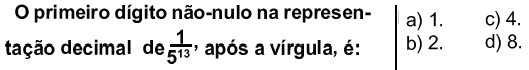 O primeiro dígito não-nulo na represen-
tação decimal de 1/5¹³, após a vírgula, é:
a) 1. c) 4.
b) 2. d) 8.